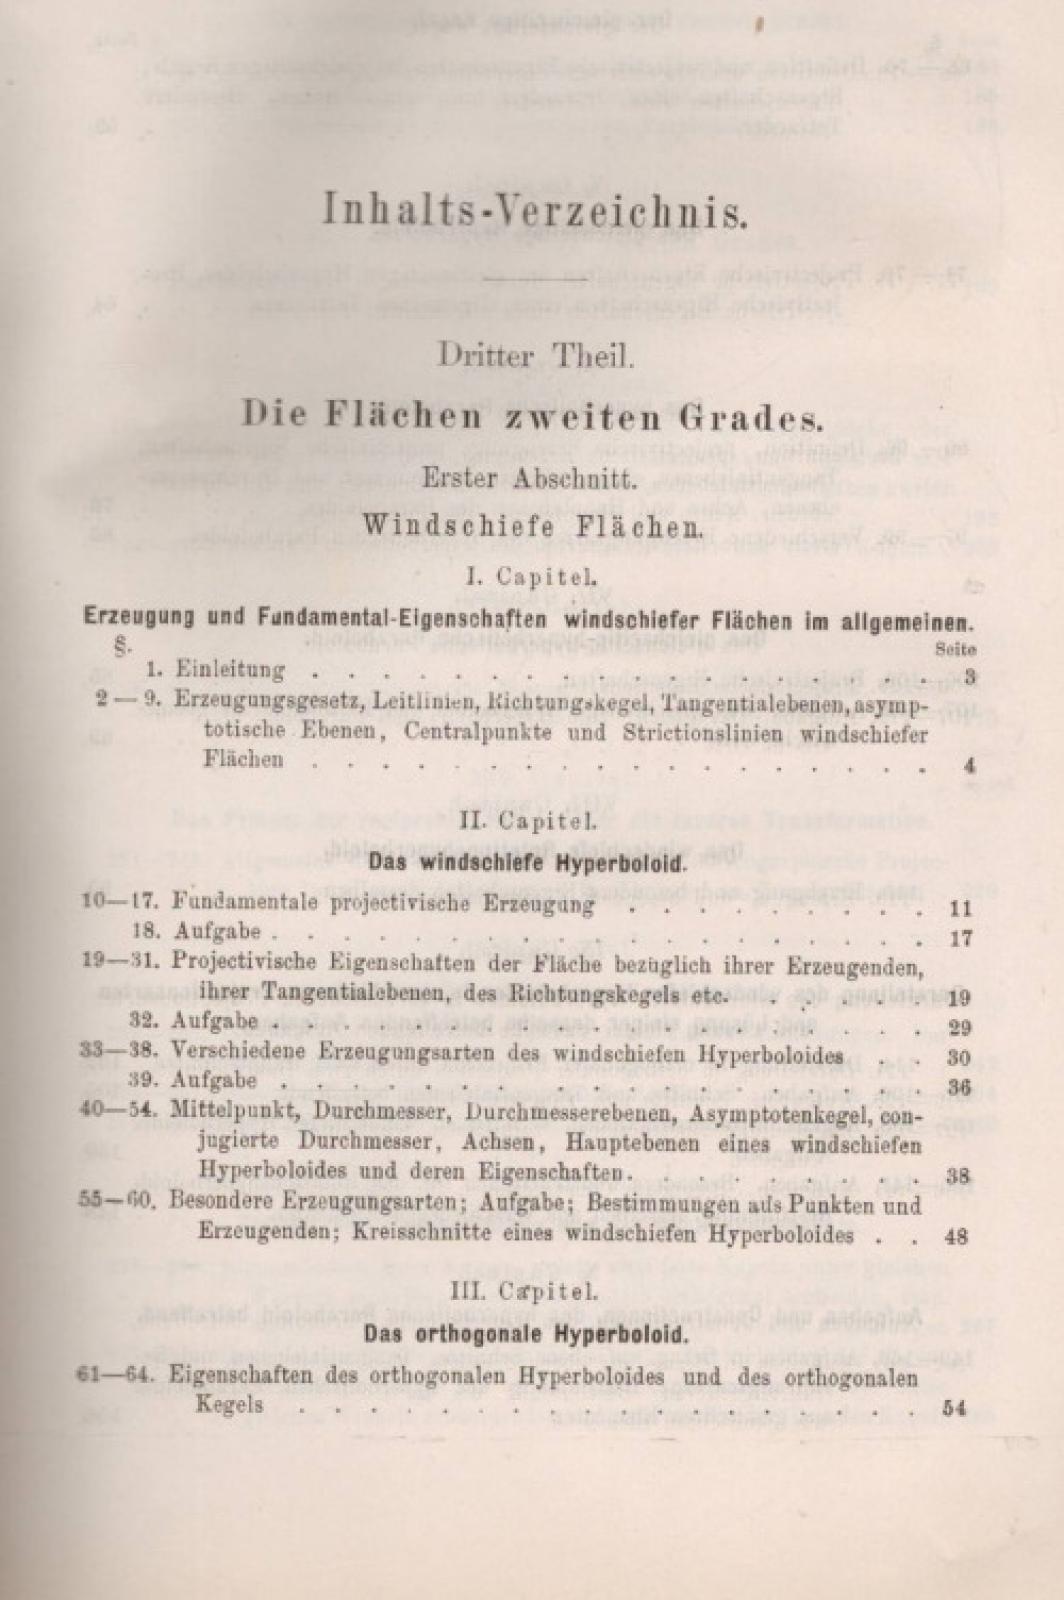 Inhalts-Verzeichnis.
Dritter Theil.
Die Flächen zweiten Grades.
Erster Abschnitt.
Windschiefe Flächen.
I. Capitel.
Erzeugung und Fundamental-Eigenschaften windschiefer Flächen im allgemeinen.
§. Seite
1. Einleitung . . . . . . . . . . . . . . . . . . 3
2 — 9. Erzeugungsgesetz, Leitlinien, Richtungskegel, Tangentialebenen, asymp-
totische Ebenen, Centralpunkte und Strictionslinien windschiefer
Flächen . . . . . . . . . . . . . . . . . . 4
II. Capitel.
Das windschiefe Hyperboloid.
10—17. Fundamentale projectivische Erzeugung . . . . . . . . . 11
18. Aufgabe . . . . . . . . . . . . . . . . . . . 17
19—31. Projectivische Eigenschaften der Fläche bezüglich ihrer Erzeugenden,
ihrer Tangentialebenen, des Richtungskegels etc. . . . . . 19
32. Aufgabe . . . . . . . . . . . . . . . . . . . 29
33—38. Verschiedene Erzeugungsarten des windschiefen Hyperboloides . . 30
39. Aufgabe . . . . . . . . . . . . . . . . . . . 36
40—54. Mittelpunkt, Durchmesser, Durchmesserebenen, Asymptotenkegel, con-
jugierte Durchmesser, Achsen, Hauptebenen eines windschiefen
Hyperboloides und deren Eigenschaften . . . . . . . . . 38
55—60. Besondere Erzeugungsarten; Aufgabe; Bestimmungen aus Punkten und
Erzeugenden; Kreisschnitte eines windschiefen Hyperboloides . . 48
III. Capitel.
Das orthogonale Hyperboloid.
61—64. Eigenschaften des orthogonalen Hyperboloides und des orthogonalen
Kegels . . . . . . . . . . . . . . . . . . 54